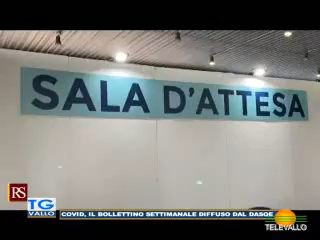 SALA D'ATTESA
RS
TG
VALLO
COVID, IL BOLLETTINO SETTIMANALE DIFFUSO DAL DASOE
TELEVALLO